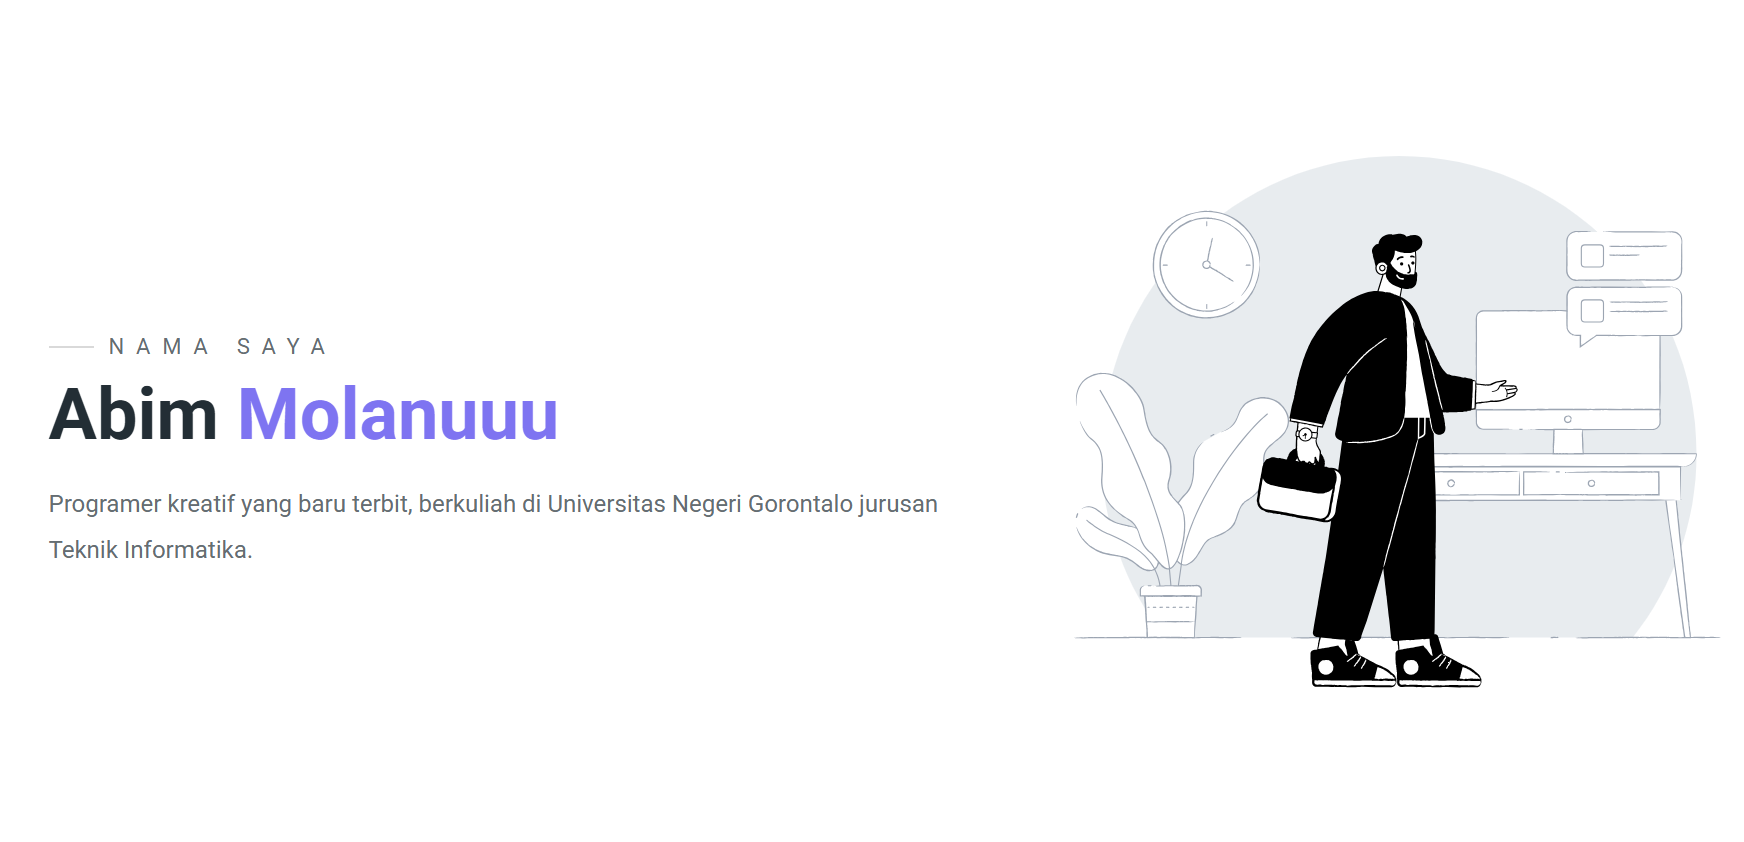 NAMA SAYA
Abim Molanuuu
Programer kreatif yang baru terbit, berkuliah di Universitas Negeri Gorontalo jurusan
Teknik Informatika.